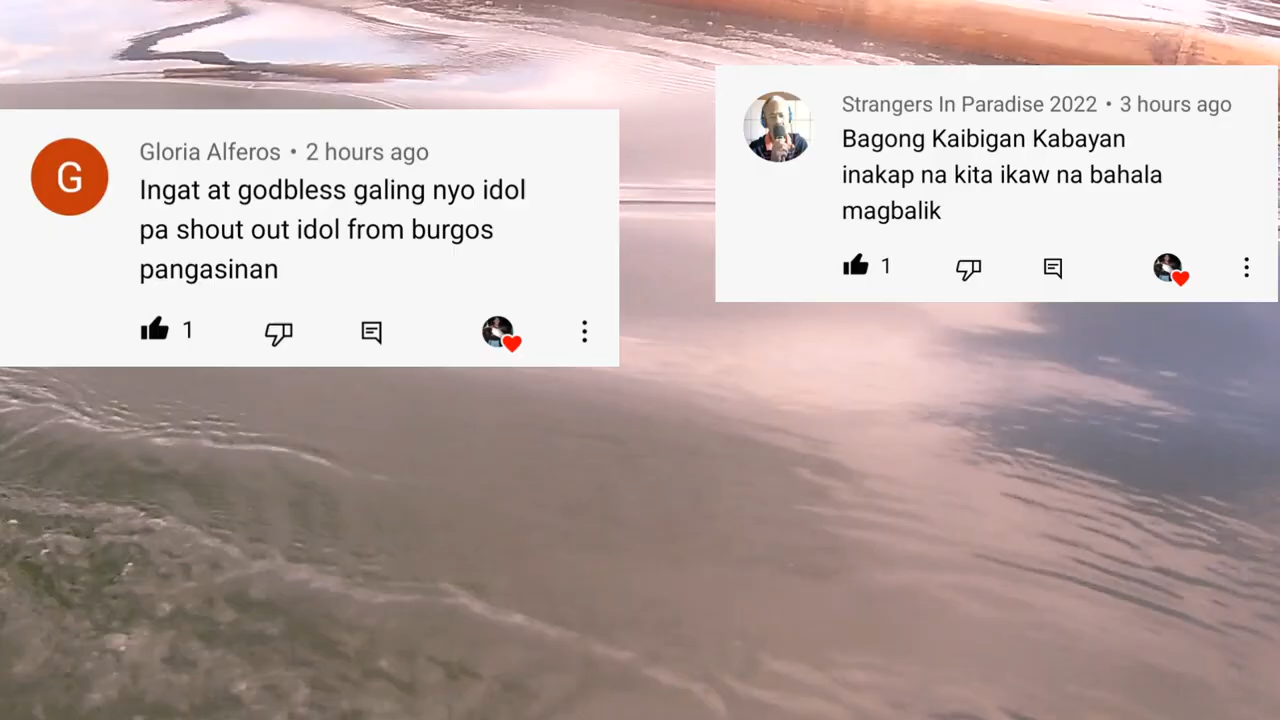 G
Gloria Alferos • 2 hours ago
Ingat at godbless galing nyo idol
pa shout out idol from burgos
pangasinan
1
Strangers In Paradise 2022 • 3 hours ago
Bagong Kaibigan Kabayan
inakap na kita ikaw na bahala
magbalik
1